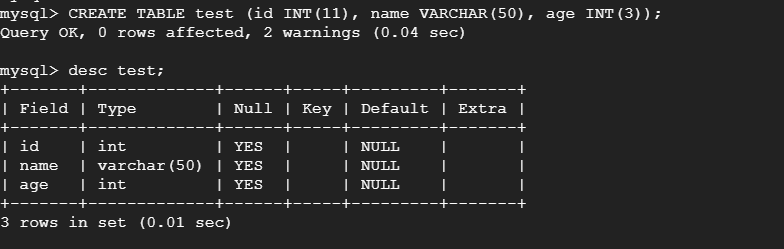 mysql> CREATE TABLE test (id INT(11), name VARCHAR(50), age INT(3));
Query OK, 0 rows affected, 2 warnings (0.04 sec)
mysql> desc test;
+-------+-------------+------+-----+---------+-------+
| Field | Type        | Null | Key | Default | Extra |
+-------+-------------+------+-----+---------+-------+
| id    | int         | YES  |     | NULL    |       |
| name  | varchar(50) | YES  |     | NULL    |       |
| age   | int         | YES  |     | NULL    |       |
+-------+-------------+------+-----+---------+-------+
3 rows in set (0.01 sec)